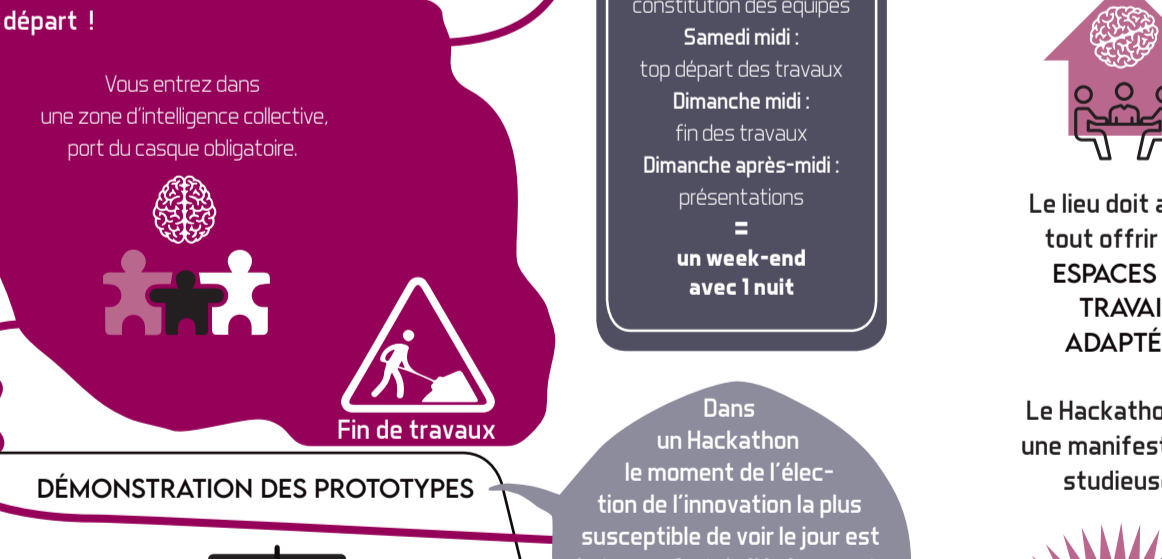 départ !
Vous entrez dans
une zone d'intelligence collective,
port du casque obligatoire.
Fin de travaux
DÉMONSTRATION DES PROTOTYPES
constitution des équipes
Samedi midi :
top départ des travaux
Dimanche midi :
fin des travaux
Dimanche après-midi :
présentations
=
un week-end
avec 1 nuit
Dans
un Hackathon
le moment de l'élec-
tion de l'innovation la plus
susceptible de voir le jour est
Le lieu doit
tout offrir
ESPACES
TRAVAI
ADAPTÉ
Le Hackatho
une manifest
studieus